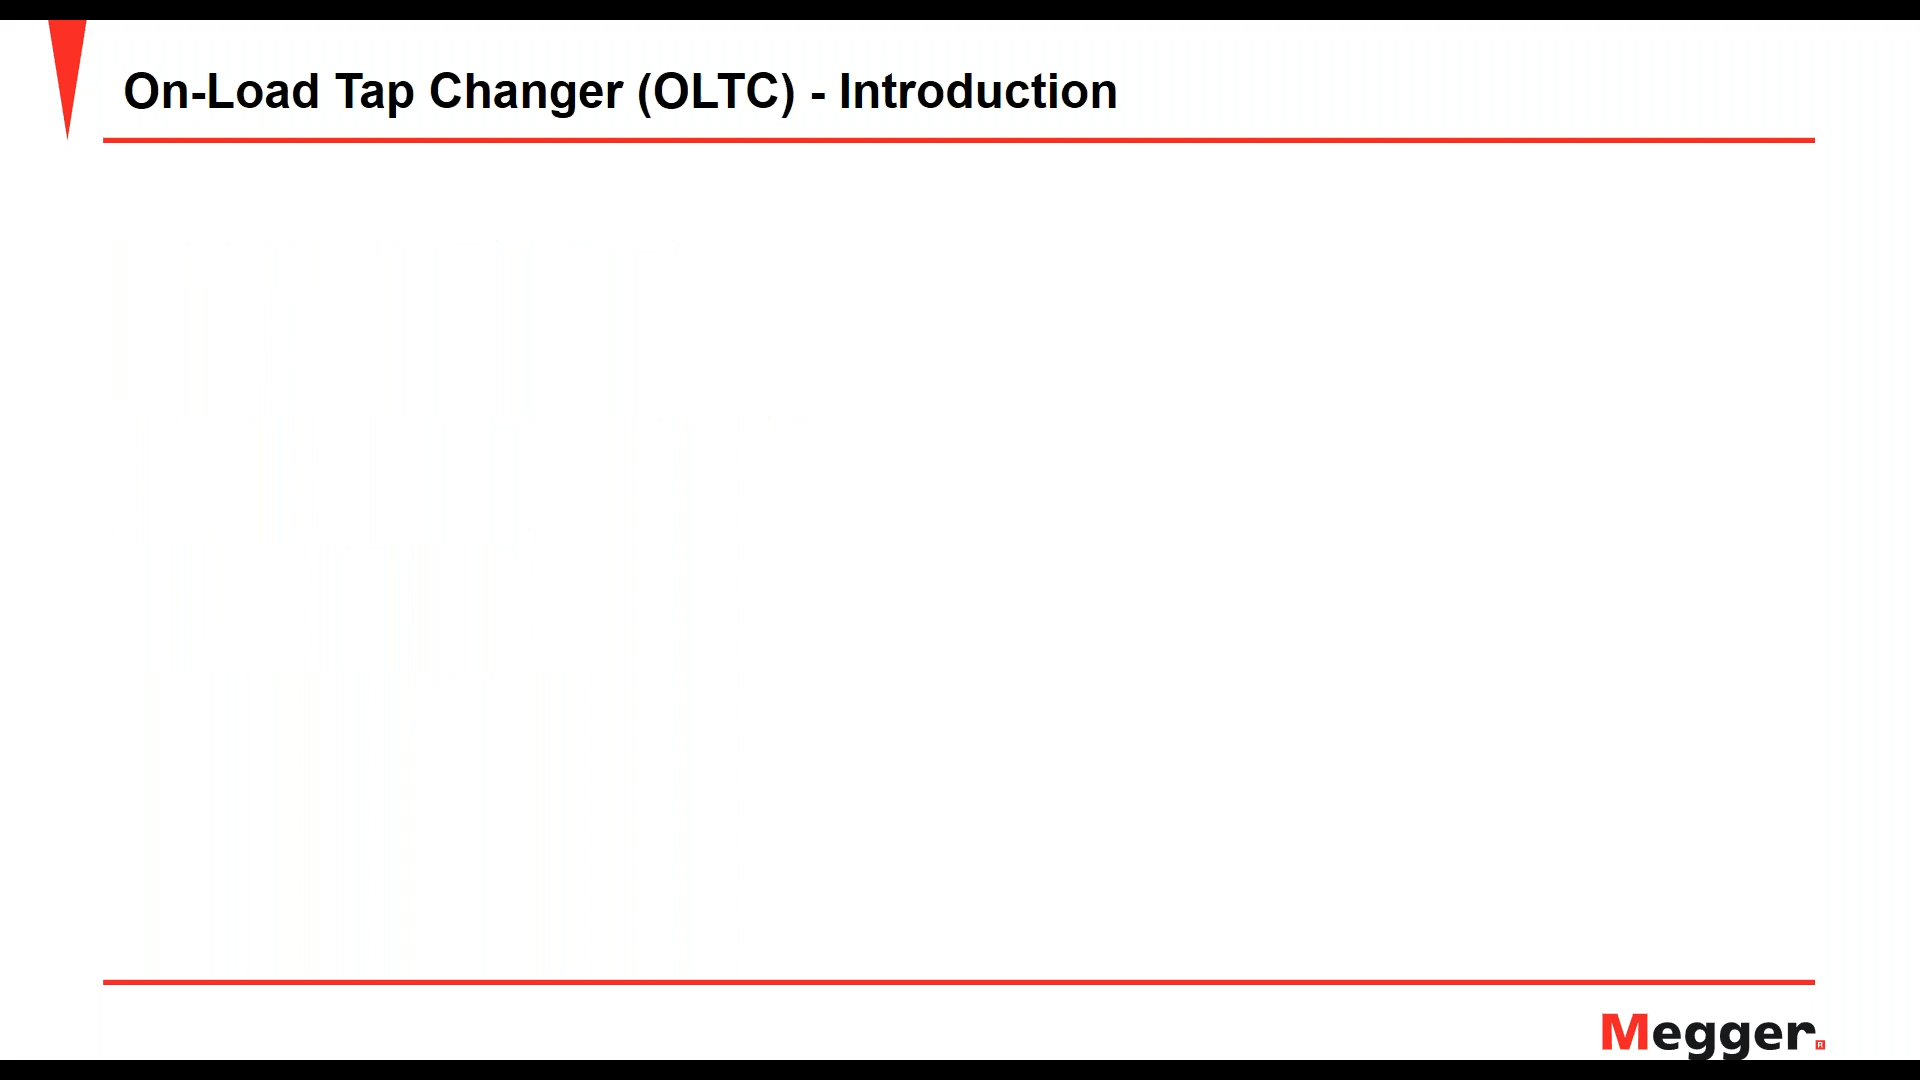 On-Load Tap Changer (OLTC) - Introduction
Megger.